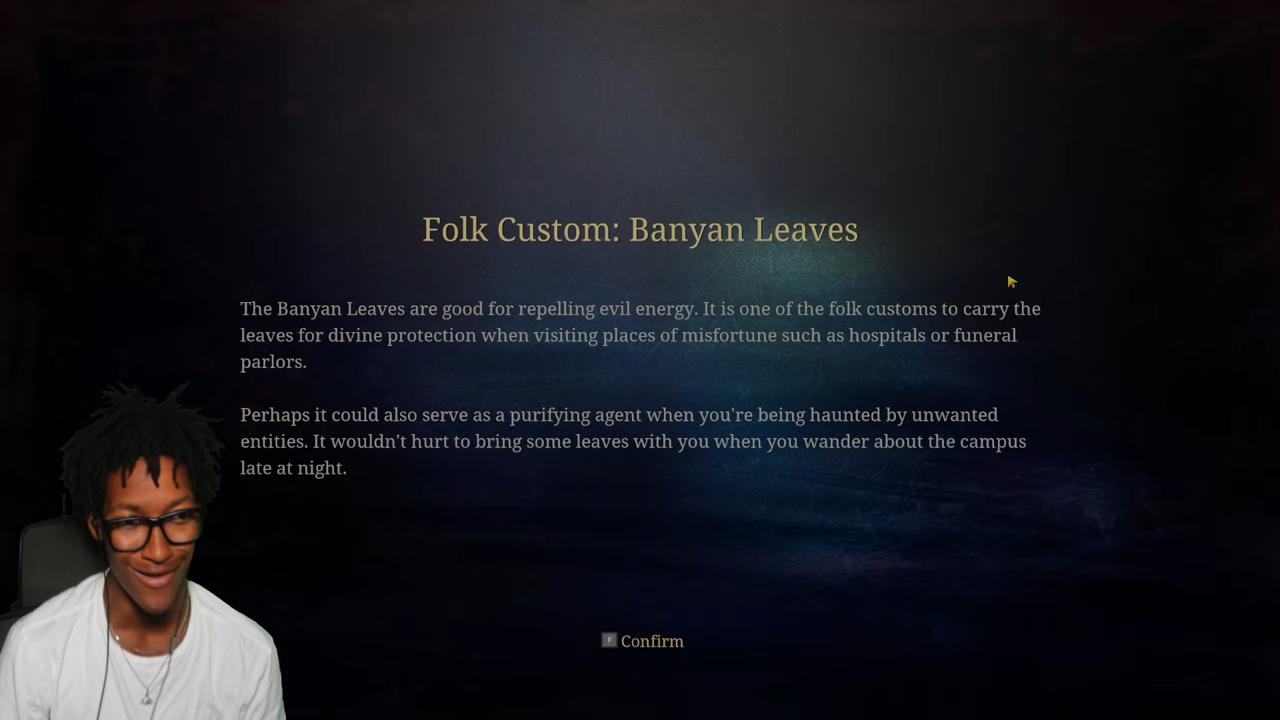 Folk Custom: Banyan Leaves
The Banyan Leaves are good for repelling evil energy. It is one of the folk customs to carry the
leaves for divine protection when visiting places of misfortune such as hospitals or funeral
parlors.
Perhaps it could also serve as a purifying agent when you're being haunted by unwanted
entities. It wouldn't hurt to bring some leaves with you when you wander about the campus
late at night.
F Confirm